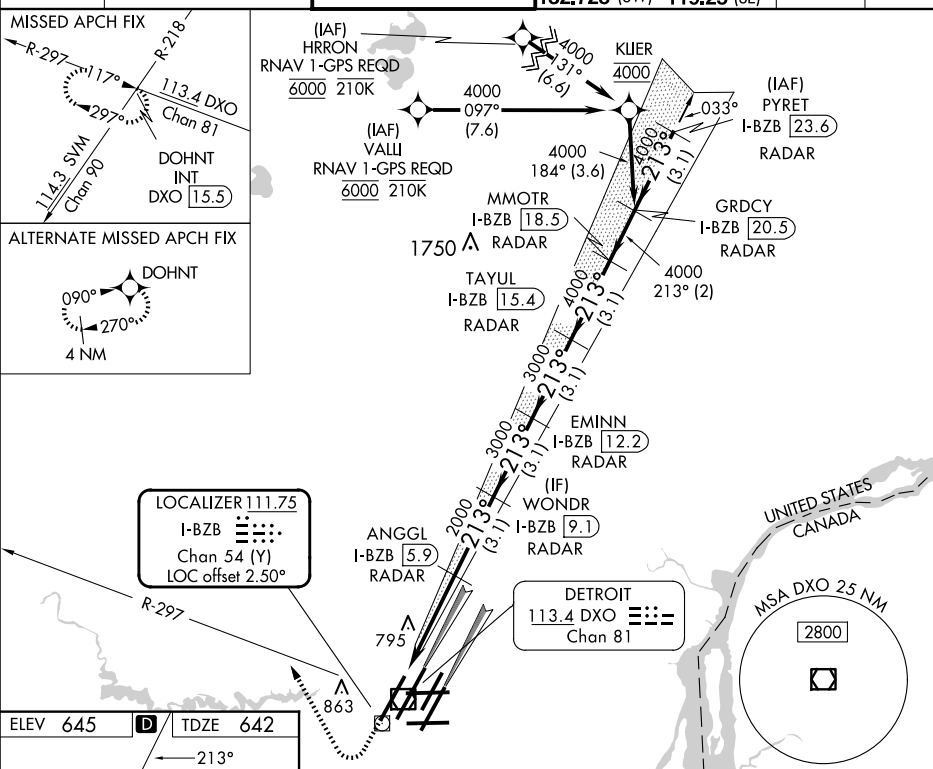 132.725 (SW) 119.25 (SE)
MISSED APCH FIX
R-297
R-218
117°
297°
113.4 DXO
Chan 81
114.3 SVM
Chan 90
DOHNT
INT
DXO 15.5
ALTERNATE MISSED APCH FIX
DOHNT
090°
270°
4 NM
(IAF)
HRRON
RNAV 1-GPS REQD
6000 210K
4000
131°
(6.6)
KLIER
4000
(IAF)
VALLI
RNAV 1-GPS REQD
6000 210K
4000
097°
(7.6)
033°
(IAF)
PYRET
I-BZB 23.6
RADAR
4000
213°
(3.1)
4000
184° (3.6)
GRDCY
I-BZB 20.5
RADAR
4000
213° (2)
MMOTR
I-BZB 18.5
RADAR
1750
TAYUL
I-BZB 15.4
RADAR
4000
213°
(3.1)
3000
213°
(3.1)
EMINN
I-BZB 12.2
RADAR
3000
213°
(3.1)
(IF)
WONDR
I-BZB 9.1
RADAR
2000
213°
(3.1)
ANGGL
I-BZB 5.9
RADAR
LOCALIZER 111.75
I-BZB
Chan 54 (Y)
LOC offset 2.50°
R-297
DETROIT
113.4 DXO
Chan 81
795
863
UNITED STATES
CANADA
MSA DXO 25 NM
2800
ELEV 645 D TDZE 642
213°